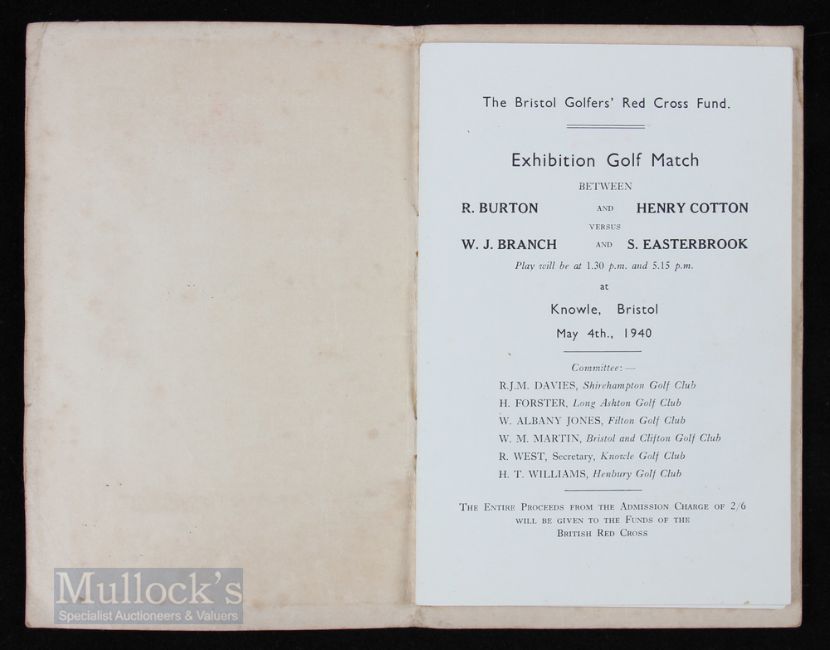 The Bristol Golfers' Red Cross Fund.
Exhibition Golf Match
BETWEEN
R. BURTON AND HENRY COTTON
VERSUS
W. J. BRANCH AND S. EASTERBROOK
Play will be at 1.30 p.m. and 5.15 p.m.
at
Knowle, Bristol
May 4th., 1940
Committee: —
R.J.M. DAVIES, Shirehampton Golf Club
H. FORSTER, Long Ashton Golf Club
W. ALBANY JONES, Filton Golf Club
W. M. MARTIN, Bristol and Clifton Golf Club
R. WEST, Secretary, Knowle Golf Club
H. T. WILLIAMS, Henbury Golf Club
THE ENTIRE PROCEEDS FROM THE ADMISSION CHARGE OF 2/6
WILL BE GIVEN TO THE FUNDS OF THE
BRITISH RED CROSS
Mullock's
Specialist Auctioneers & Valuers